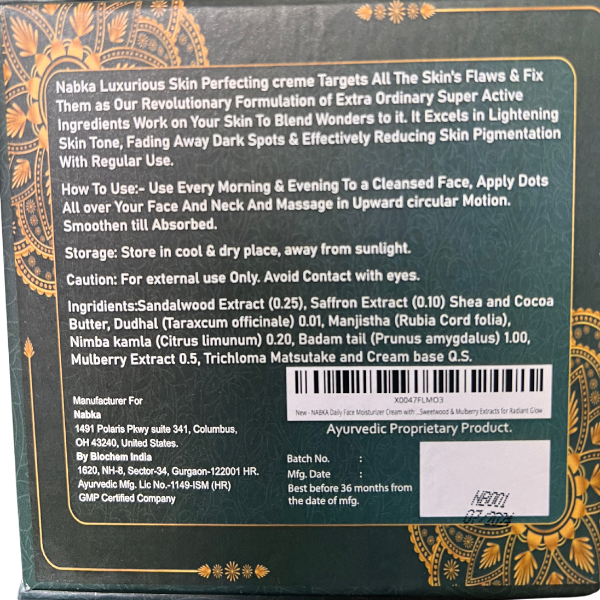 Nabka Luxurious Skin Perfecting creme Targets All The Skin's Flaws & Fix
Them as Our Revolutionary Formulation of Extra Ordinary Super Active
Ingredients Work on Your Skin To Blend Wonders to it. It Excels in Lightening
Skin Tone, Fading Away Dark Spots & Effectively Reducing Skin Pigmentation
With Regular Use.
How To Use:- Use Every Morning & Evening To a Cleansed Face, Apply Dots
All over Your Face And Neck And Massage in Upward circular Motion.
Smoothen till Absorbed.
Storage: Store in cool & dry place, away from sunlight.
Caution: For external use Only. Avoid Contact with eyes.
Ingridients:Sandalwood Extract (0.25), Saffron Extract (0.10) Shea and Cocoa
Butter, Dudhal (Taraxcum officinale) 0.01, Manjistha (Rubia Cord folia),
Nimba kamla (Citrus limunum) 0.20, Badam tail (Prunus amygdalus) 1.00,
Mulberry Extract 0.5, Trichloma Matsutake and Cream base Q.S.
X0047FLMO3
New - NABKA Daily Face Moisturizer Cream with ...Sweetwood & Mulberry Extracts for Radiant Glow
Manufacturer For
Nabka
1491 Polaris Pkwy suite 341, Columbus,
OH 43240, United States.
By Biochem India
1620, NH-8, Sector-34, Gurgaon-122001 HR.
Ayurvedic Mfg. Lic No.-1149-ISM (HR)
GMP Certified Company
Ayurvedic Proprietary Product.
Batch No. :
Mfg. Date :
Best before 36 months from
the date of mfg.
NB001
07/2024